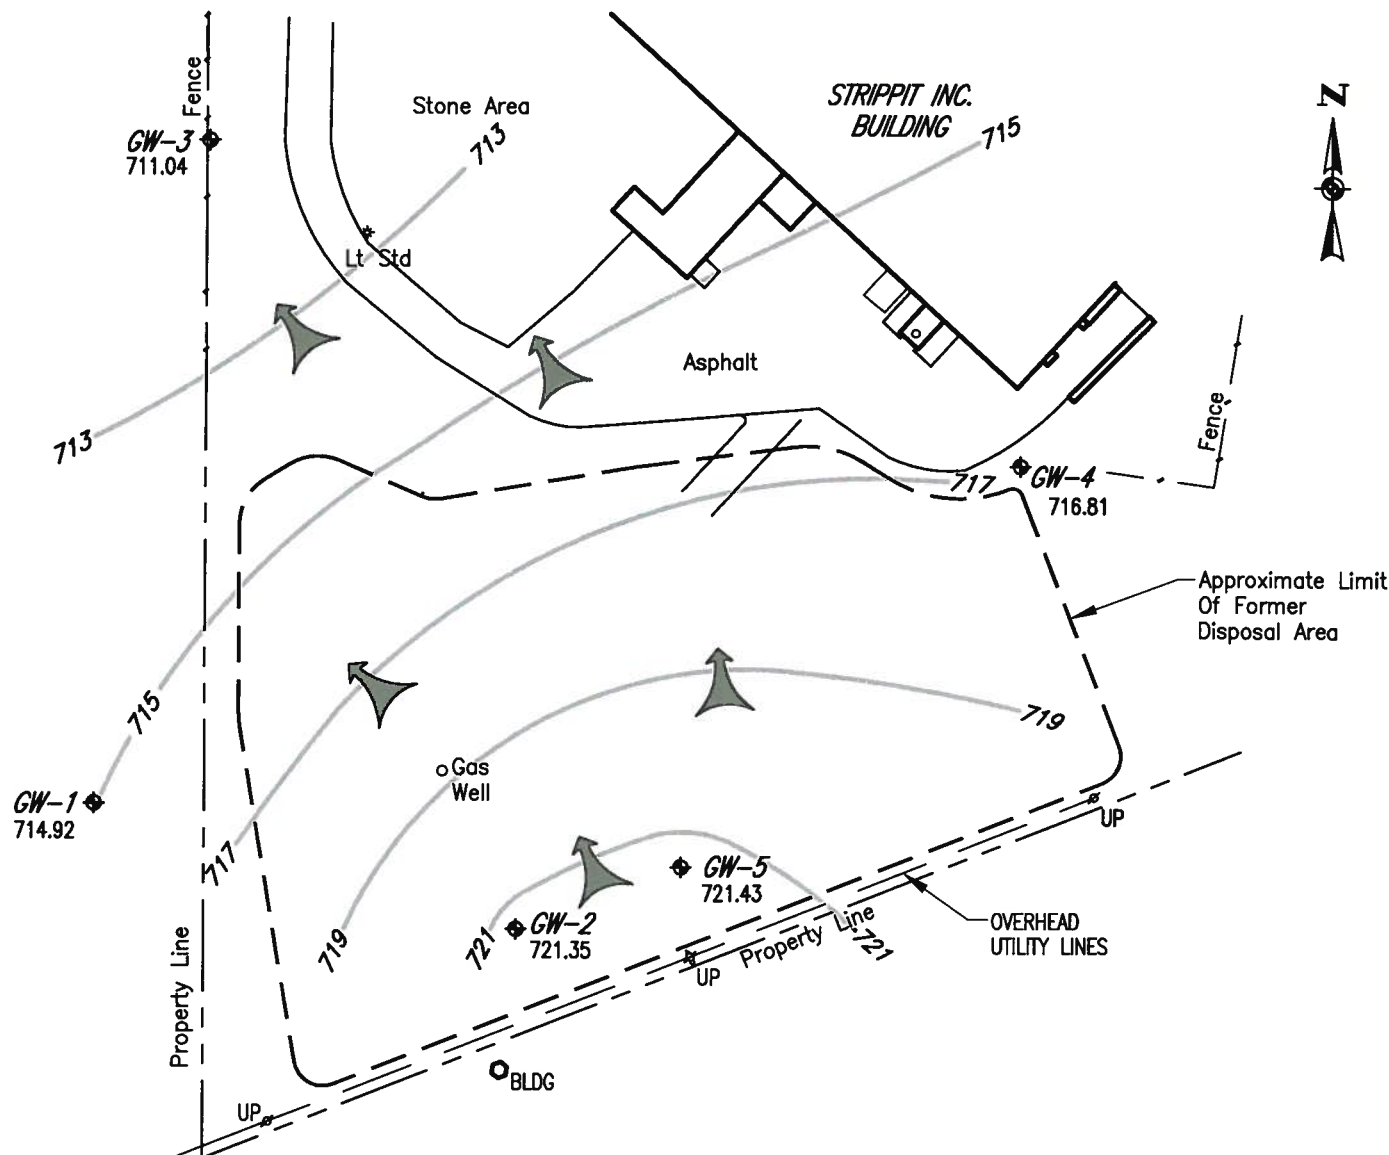 Fence
Stone Area
STRIPPIT INC.
BUILDING
N
GW-3
711.04
713
715
Lt Std
Asphalt
713
Fence
717
GW-4
716.81
Approximate Limit
Of Former
Disposal Area
715
719
Gas
Well
GW-1
714.92
UP
717
GW-5
721.43
719
721
GW-2
721.35
Property Line
721
OVERHEAD
UTILITY LINES
UP
Property Line
BLDG
UP